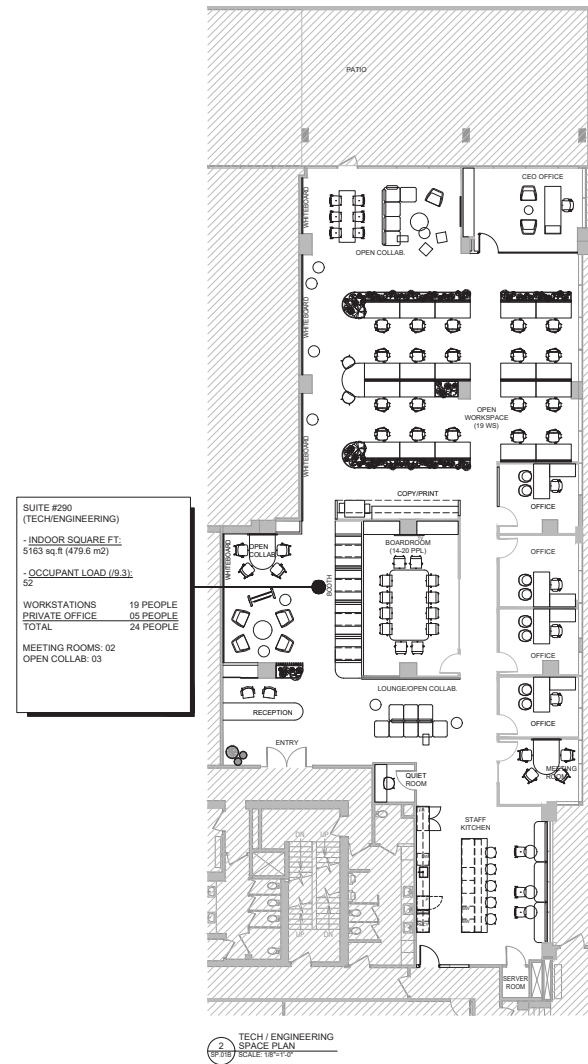 PATIO
CEO OFFICE
WHITEBOARD
OPEN COLLAB.
WHITEBOARD
OPEN
WORKSPACE
(19 WS)
WHITEBOARD
OFFICE
COPY/PRINT
SUITE #290
(TECH/ENGINEERING)
- INDOOR SQUARE FT:
5163 sq.ft (479.6 m2)
- OCCUPANT LOAD (/9.3):
52
WORKSTATIONS 19 PEOPLE
PRIVATE OFFICE 05 PEOPLE
TOTAL 24 PEOPLE
MEETING ROOMS: 02
OPEN COLLAB: 03
WHITEBOARD
OPEN
COLLAB.
BOOTH
BOARDROOM
(14-20 PPL)
OFFICE
OFFICE
OFFICE
LOUNGE/OPEN COLLAB.
RECEPTION
ENTRY
MEETING
ROOM
QUIET
ROOM
STAFF
KITCHEN
DN UP
UP DN
SERVER
ROOM
2
SP.01B
TECH / ENGINEERING
SPACE PLAN
SCALE: 1/8"=1'-0"